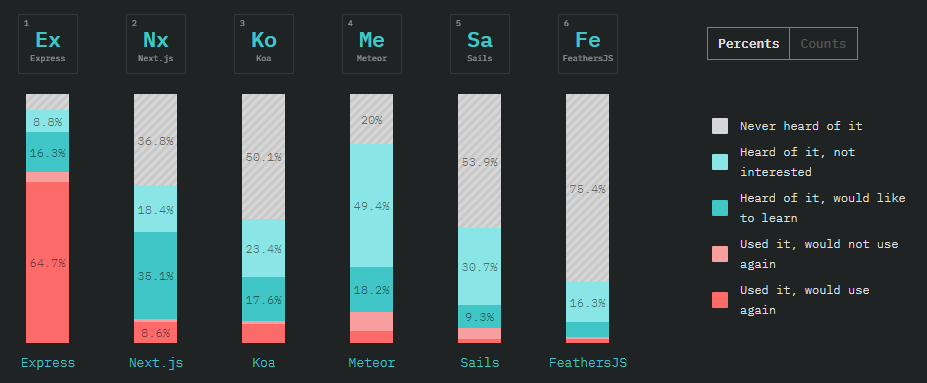 1
Ex
Express
2
Nx
Next.js
3
Ko
Koa
4
Me
Meteor
5
Sa
Sails
6
Fe
FeathersJS
Percents
Counts
8.8%
16.3%
64.7%
36.8%
18.4%
35.1%
8.6%
50.1%
23.4%
17.6%
20%
49.4%
18.2%
53.9%
30.7%
9.3%
75.4%
16.3%
Express
Next.js
Koa
Meteor
Sails
FeathersJS
Never heard of it
Heard of it, not
interested
Heard of it, would like
to learn
Used it, would not use
again
Used it, would use
again